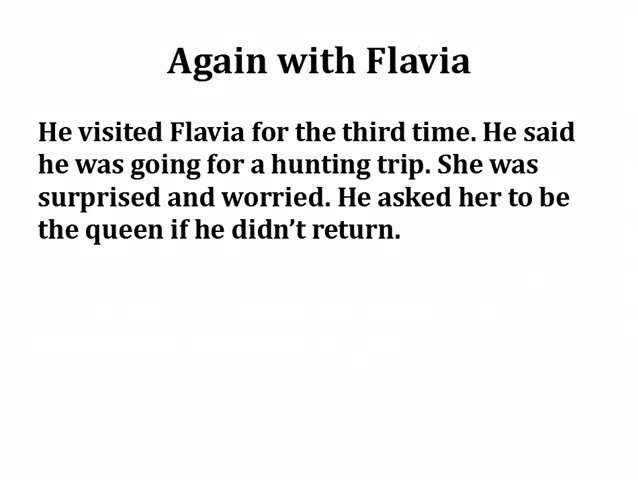 Again with Flavia
He visited Flavia for the third time. He said
he was going for a hunting trip. She was
surprised and worried. He asked her to be
the queen if he didn’t return.